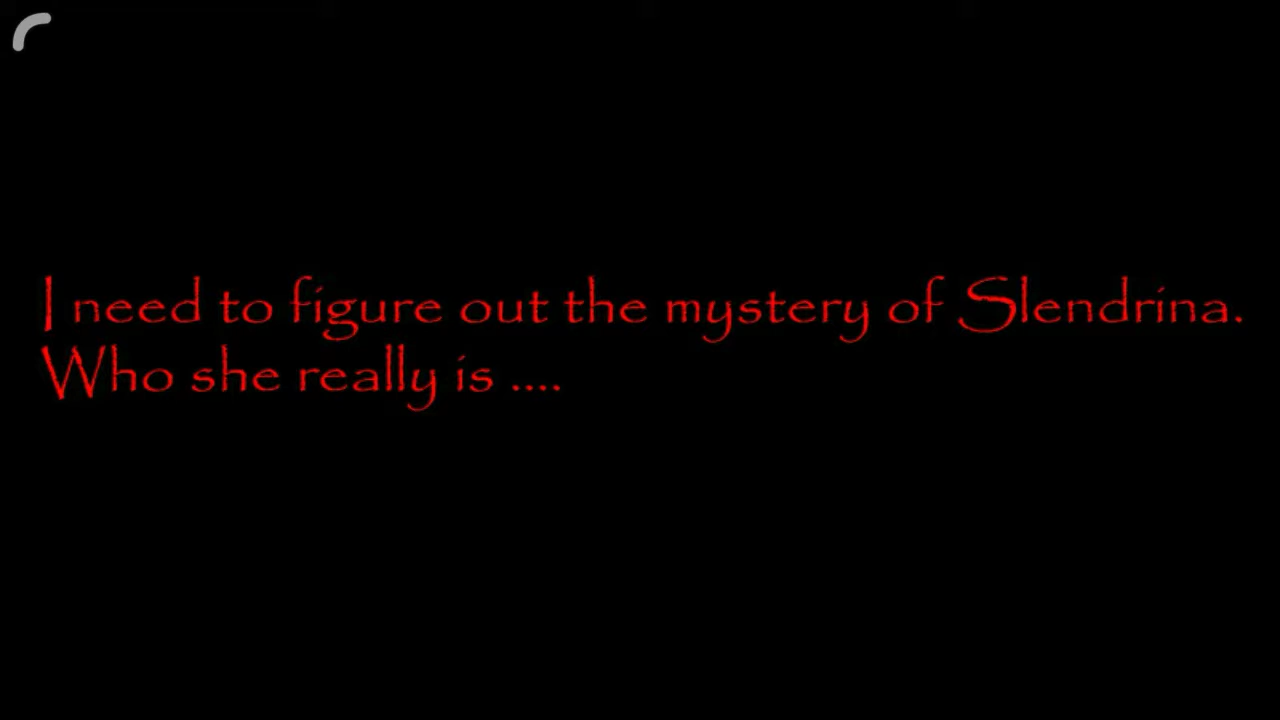 I need to figure out the mystery of Slendrina.
Who she really is ....